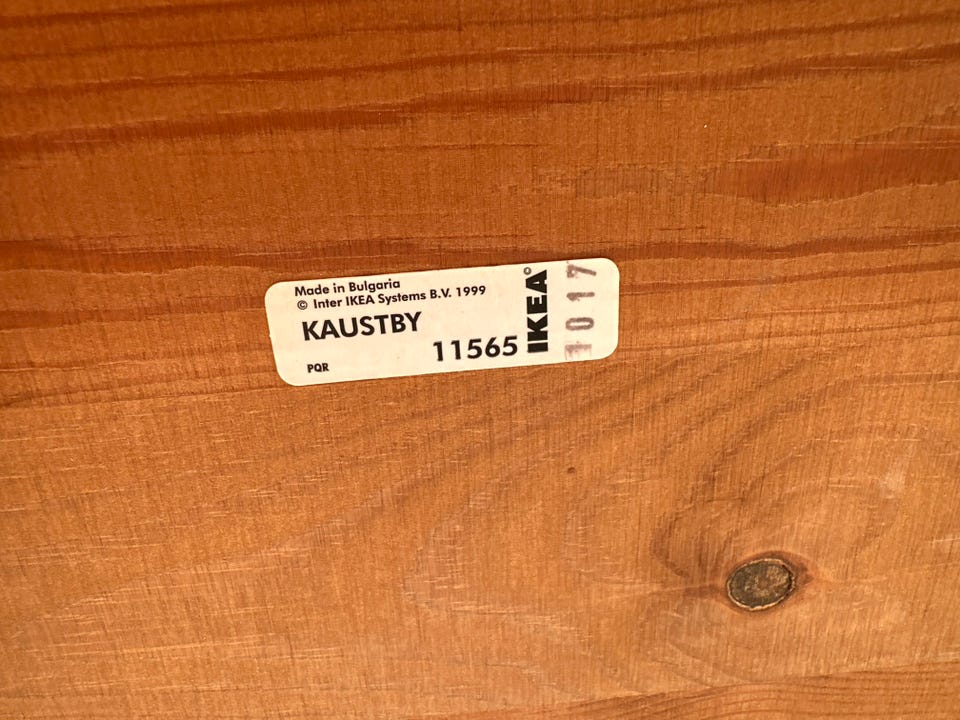 Made in Bulgaria
© Inter IKEA Systems B.V. 1999
KAUSTBY
PQR
11565
IKEA®
1017